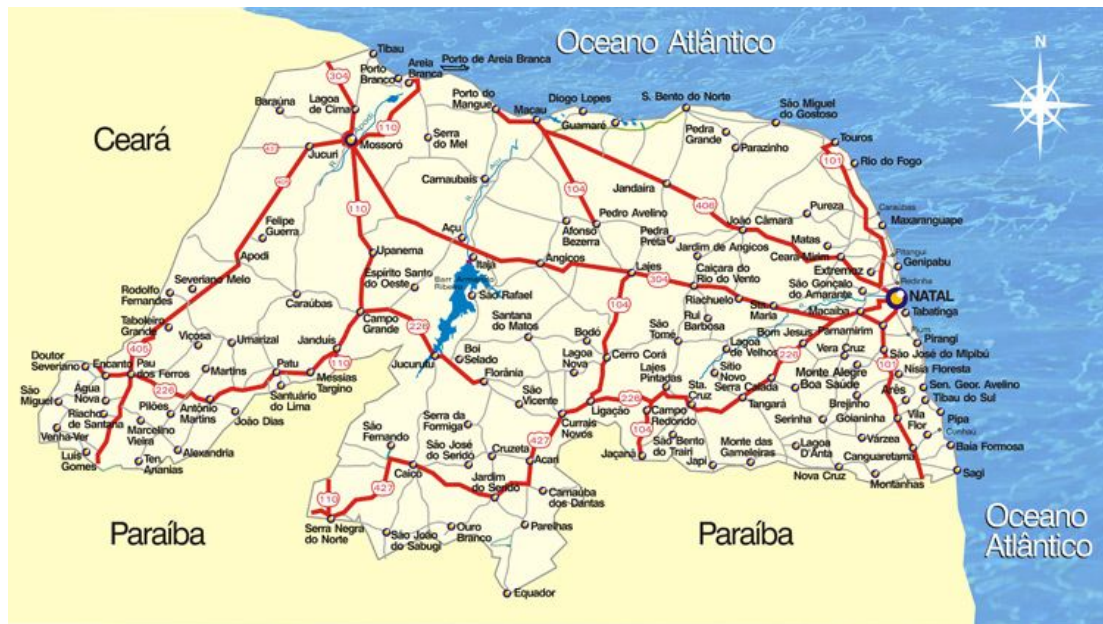 Oceano Atlântico
N
Tibau
Porto de Areia Branca
Porto
Branco
Areia
Branca
304
Baraúna
Lagoa
de Cima
110
Porto do
Mangue
Macau
Diogo Lopes
Guamaré
S. Bento do Norte
São Miguel
do Gostoso
Touros
Pedra
Grande
Parazinho
101
Rio do Fogo
Ceará
Serra
do Mel
R. Apodi
Mossoró
Jucuri
405
Carnaubais
R. Açu
104
Jandaíra
406
Pureza
Caraúbas
Maxaranguape
110
Felipe
Guerra
Pedro Avelino
Afonso
Bezerra
João Câmara
Açu
Pedra
Preta
Jardim de Angicos
Matas
Pitangui
Ceará-Mirim
Genipabu
Upanema
Apodi
Itajá
Angicos
Lajes
Extremoz
Redinha
Espírito Santo
do Oeste
Caiçara do
Rio do Vento
304
São Gonçalo
do Amarante
NATAL
Severiano Melo
Rodolfo
Fernandes
Caraúbas
São Rafael
104
Riachuelo
Sta.
Maria
Macaiba
Tabatinga
Rui
Barbosa
Santana
do Matos
Campo
Grande
226
Taboleiro
Grande
Viçosa
Umarizal
Janduis
Bodó
São
Tomé
Bom Jesus
Parnamirim
Pirangi
Lagoa
de Velhos
226
Vera Cruz
São José do Mipibú
405
Doutor
Severiano
Encanto
Pau
dos Ferros
Martins
Patu
110
Jucurutu
Boi
Selado
Lagoa
Nova
Cerro Corá
Sitio
Novo
Monte Alegre
101
Nísia Floresta
São
Miguel
Água
Nova
226
Messias
Targino
Florânia
Lajes
Pintadas
Sta.
Cruz
Serra Caiada
Boa Saúde
Arês
Sen. Geor. Avelino
Tibau do Sul
Santuário
do Lima
São
Vicente
226
Tangará
Brejinho
Riacho
de Santana
Pilões
Antônio
Martins
João Dias
Ligação
Campo
Redondo
Serrinha
Goianinha
Vila
Flor
Pipa
Venha-Ver
Marcelino
Vieira
São
Fernando
Serra da
Formiga
Currais
Novos
104
São Bento
do Trairi
Monte das
Gameleiras
Lagoa
D'Anta
Várzea
Cunhaú
Baía Formosa
Luis
Gomes
Ten.
Ananias
Alexandria
São José
do Seridó
Cruzeta
427
Acari
Jaçanã
Japi
Nova Cruz
Canguaretama
Montanhas
Sagi
Caicó
427
110
Jardim
do Seridó
Carnaúba
dos Dantas
Paraíba
Serra Negra
do Norte
São João
do Sabugi
Ouro
Branco
Parelhas
Paraíba
Oceano
Atlântico
Equador